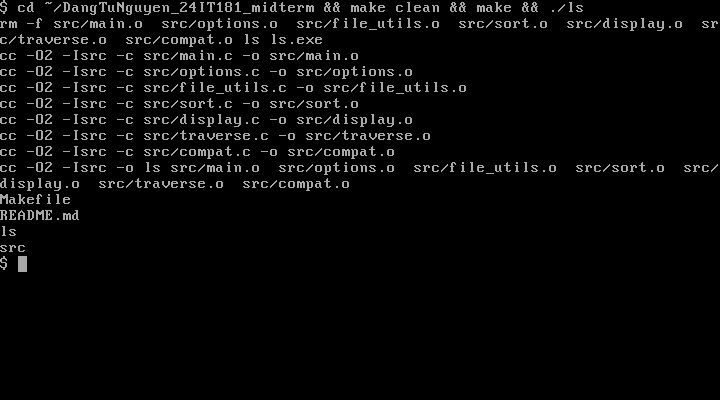 $ cd ~/DangTuNguyen_24IT181_midterm && make clean && make && ./ls
rm -f src/main.o  src/options.o  src/file_utils.o  src/sort.o  src/display.o  sr
c/traverse.o  src/compat.o ls ls.exe
cc -O2 -Isrc -c src/main.c -o src/main.o
cc -O2 -Isrc -c src/options.c -o src/options.o
cc -O2 -Isrc -c src/file_utils.c -o src/file_utils.o
cc -O2 -Isrc -c src/sort.c -o src/sort.o
cc -O2 -Isrc -c src/display.c -o src/display.o
cc -O2 -Isrc -c src/traverse.c -o src/traverse.o
cc -O2 -Isrc -c src/compat.c -o src/compat.o
cc -O2 -Isrc -o ls src/main.o  src/options.o  src/file_utils.o  src/sort.o  src/
display.o  src/traverse.o  src/compat.o
Makefile
README.md
ls
src
$